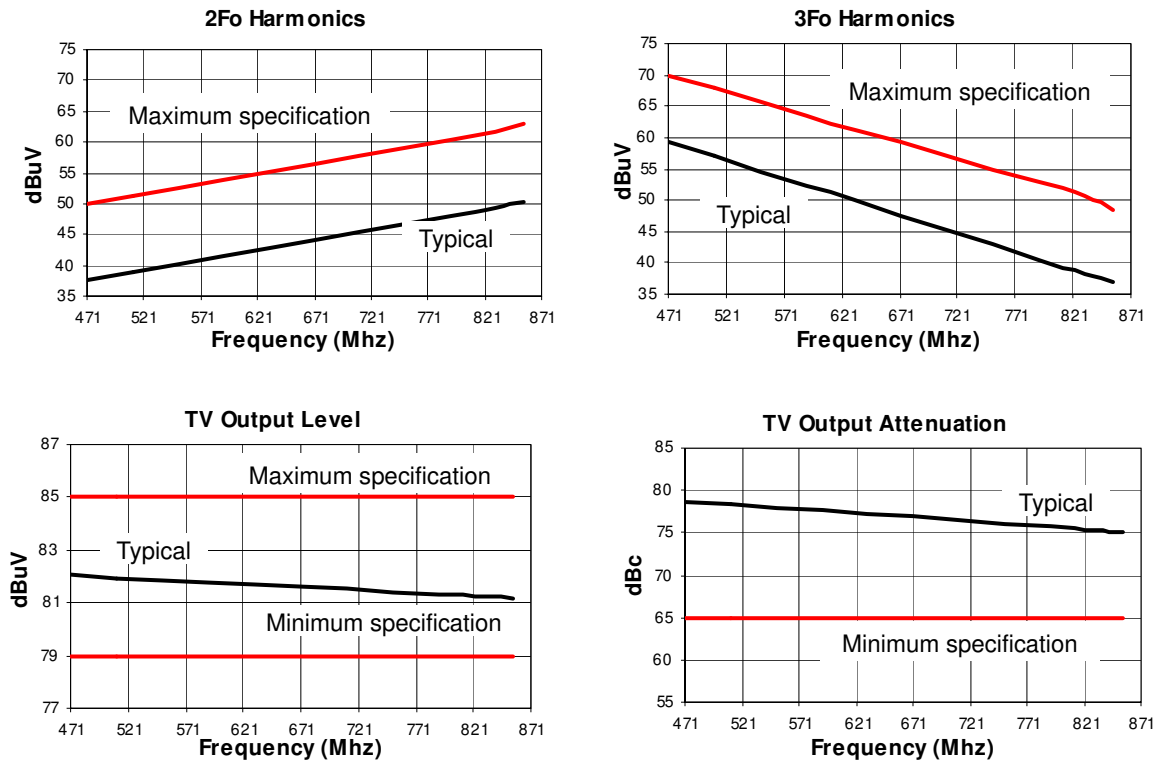 2Fo Harmonics
75
70
65
60
55
50
45
40
35
dBuV
Maximum specification
Typical
471 521 571 621 671 721 771 821 871
Frequency (Mhz)
3Fo Harmonics
75
70
65
60
55
50
45
40
35
dBuV
Maximum specification
Typical
471 521 571 621 671 721 771 821 871
Frequency (Mhz)
TV Output Level
87
85
83
81
79
77
dBuV
Maximum specification
Typical
Minimum specification
471 521 571 621 671 721 771 821 871
Frequency (Mhz)
TV Output Attenuation
85
80
75
70
65
60
55
dBc
Typical
Minimum specification
471 521 571 621 671 721 771 821 871
Frequency (Mhz)